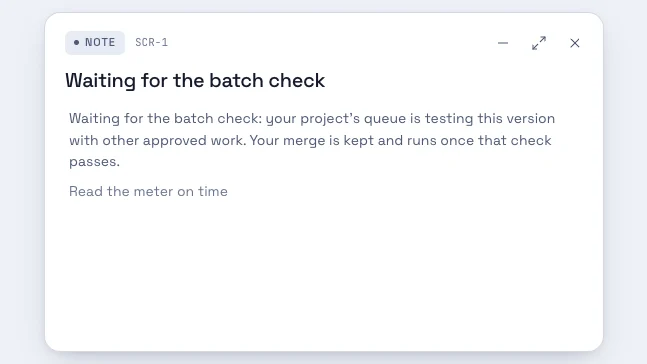 NOTE SCR-1
Waiting for the batch check
Waiting for the batch check: your project's queue is testing this version
with other approved work. Your merge is kept and runs once that check
passes.
Read the meter on time